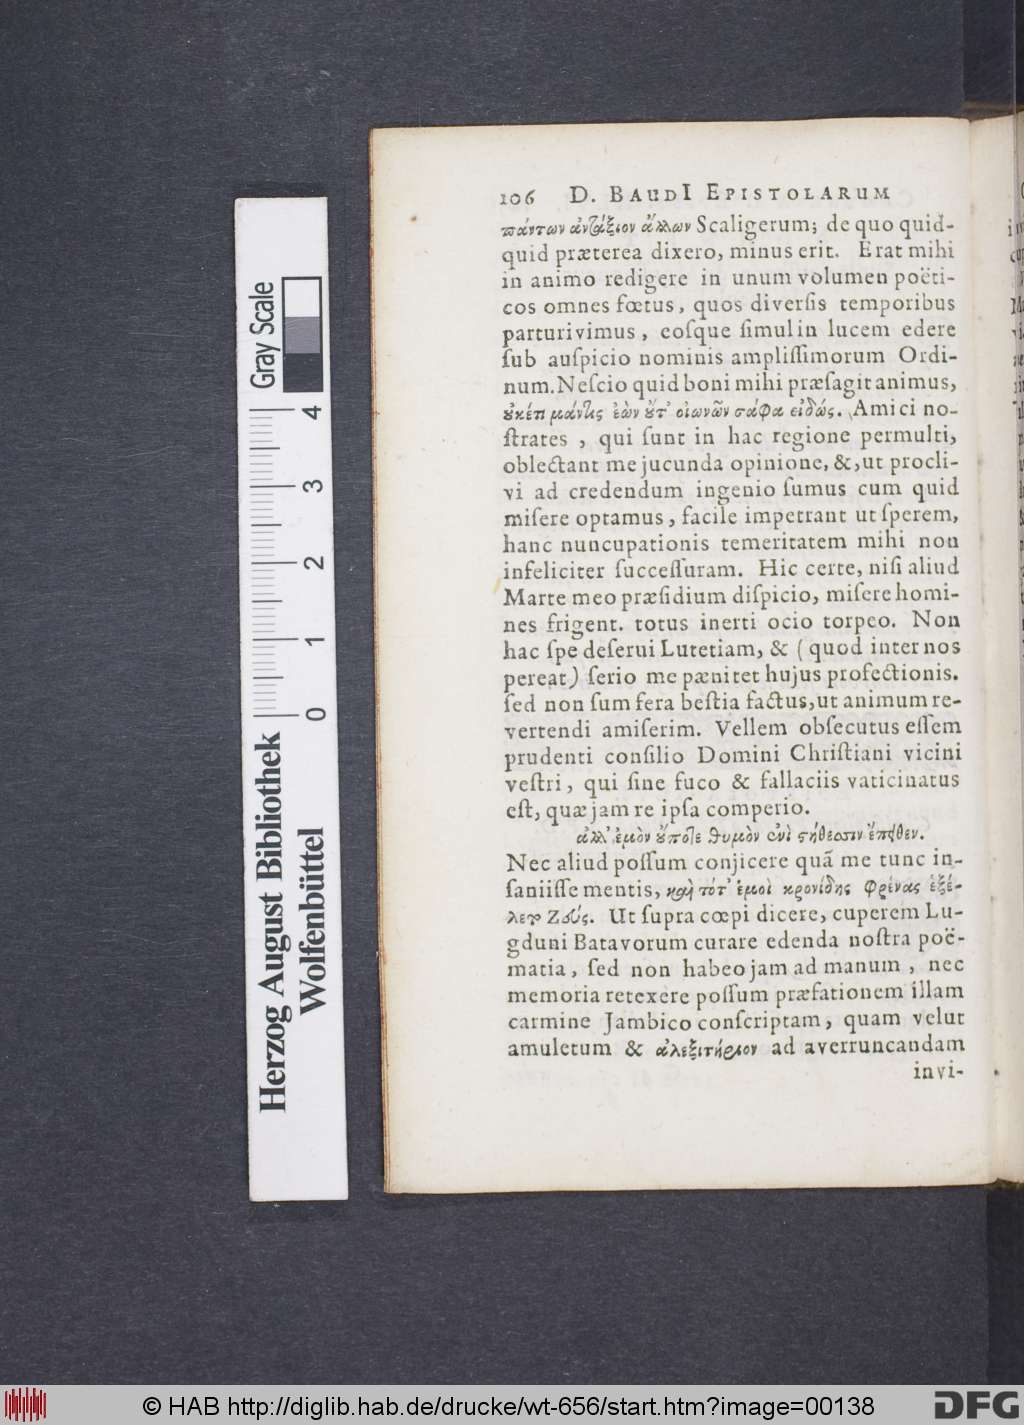 106 D. BAUDI EPISTOLARUM
πάντων ἀντάξιον ἄλλων Scaligerum; de quo quid-
quid præterea dixero, minus erit. Erat mihi
in animo redigere in unum volumen poëti-
cos omnes fœtus, quos diverſis temporibus
parturivimus, eoſque ſimul in lucem edere
ſub auſpicio nominis ampliſſimorum Ordi-
num. Neſcio quid boni mihi præſagit animus,
οὐκέτι μάντις ἐὼν οὔτ᾽ οἰωνῶν σάφα εἰδώς. Amici no-
ſtrates , qui ſunt in hac regione permulti,
oblectant me jucunda opinione, &, ut procli-
vi ad credendum ingenio ſumus cum quid
miſere optamus, facile impetrant ut ſperem,
hanc nuncupationis temeritatem mihi non
infeliciter ſucceſſuram. Hic certe, niſi aliud
Marte meo præſidium diſpicio, miſere homi-
nes frigent. totus inerti ocio torpeo. Non
hac ſpe deſerui Lutetiam, & ( quod inter nos
pereat) ſerio me pænitet hujus profectionis.
ſed non ſum fera beſtia factus, ut animum re-
vertendi amiſerim. Vellem obſecutus eſſem
prudenti conſilio Domini Chriſtiani vicini
veſtri, qui ſine fuco & fallaciis vaticinatus
eſt, quæ jam re ipſa comperio.
ἀλλ᾽ ἐμὸν οὔποτε θυμὸν ἐνὶ στήθεσσιν ἔπειθεν.
Nec aliud poſſum conjicere quã me tunc in-
ſaniiſſe mentis, καὶ τότ᾽ ἐμοὶ κρονίδης φρένας ἐξέ-
λετο Ζεύς. Ut ſupra cœpi dicere, cuperem Lu-
gduni Batavorum curare edenda noſtra poë-
matia, ſed non habeo jam ad manum , nec
memoria retexere poſſum præfationem illam
carmine Jambico conſcriptam, quam velut
amuletum & ἀλεξιτήριον ad averruncandam
invi-
Herzog August Bibliothek
Wolfenbüttel
0 1 2 3 4
Gray Scale
© HAB http://diglib.hab.de/drucke/wt-656/start.htm?image=00138
DFG